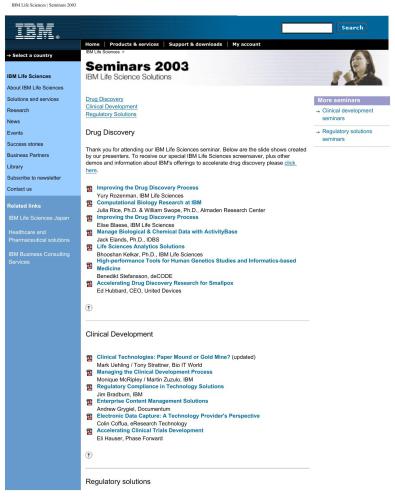 IBM Life Sciences : Seminars 2003
IBM.
Search
Home | Products & services | Support & downloads | My account
→ Select a country
IBM Life Sciences >
Seminars 2003
IBM Life Science Solutions
IBM Life Sciences
About IBM Life Sciences
Solutions and services
Research
News
Events
Success stories
Business Partners
Library
Subscribe to newsletter
Contact us
Related links
IBM Life Sciences Japan
Healthcare and
Pharmaceutical solutions
IBM Business Consulting
Services
Drug Discovery
Clinical Development
Regulatory Solutions
Drug Discovery
Thank you for attending our IBM Life Sciences seminar. Below are the slide shows created
by our presenters. To receive our special IBM Life Sciences screensaver, plus other
demos and information about IBM's offerings to accelerate drug discovery please click
here.
Improving the Drug Discovery Process
Yury Rozenman, IBM Life Sciences
Computational Biology Research at IBM
Julia Rice, Ph.D. & William Swope, Ph.D., Almaden Research Center
Improving the Drug Discovery Process
Elise Blaese, IBM Life Sciences
Manage Biological & Chemical Data with ActivityBase
Jack Elands, Ph.D., IDBS
Life Sciences Analytics Solutions
Bhooshan Kelkar, Ph.D., IBM Life Sciences
High-performance Tools for Human Genetics Studies and Informatics-based
Medicine
Benedikt Stefansson, deCODE
Accelerating Drug Discovery Research for Smallpox
Ed Hubbard, CEO, United Devices
Clinical Development
Clinical Technologies: Paper Mound or Gold Mine? (updated)
Mark Uehling / Tony Strattner, Bio IT World
Managing the Clinical Development Process
Monique McRipley / Martin Zuzulo, IBM
Regulatory Compliance in Technology Solutions
Jim Bradburn, IBM
Enterprise Content Management Solutions
Andrew Grygiel, Documentum
Electronic Data Capture: A Technology Provider's Perspective
Colin Coffua, eResearch Technology
Accelerating Clinical Trials Development
Eli Hauser, Phase Forward
Regulatory solutions
More seminars
→ Clinical development
seminars
→ Regulatory solutions
seminars